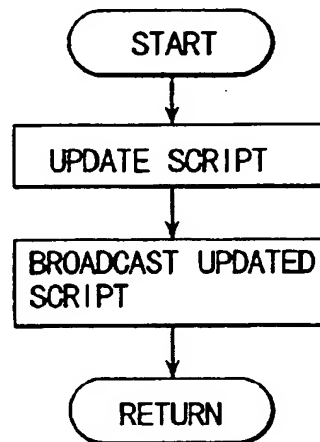 START
UPDATE SCRIPT
BROADCAST UPDATED
SCRIPT
RETURN